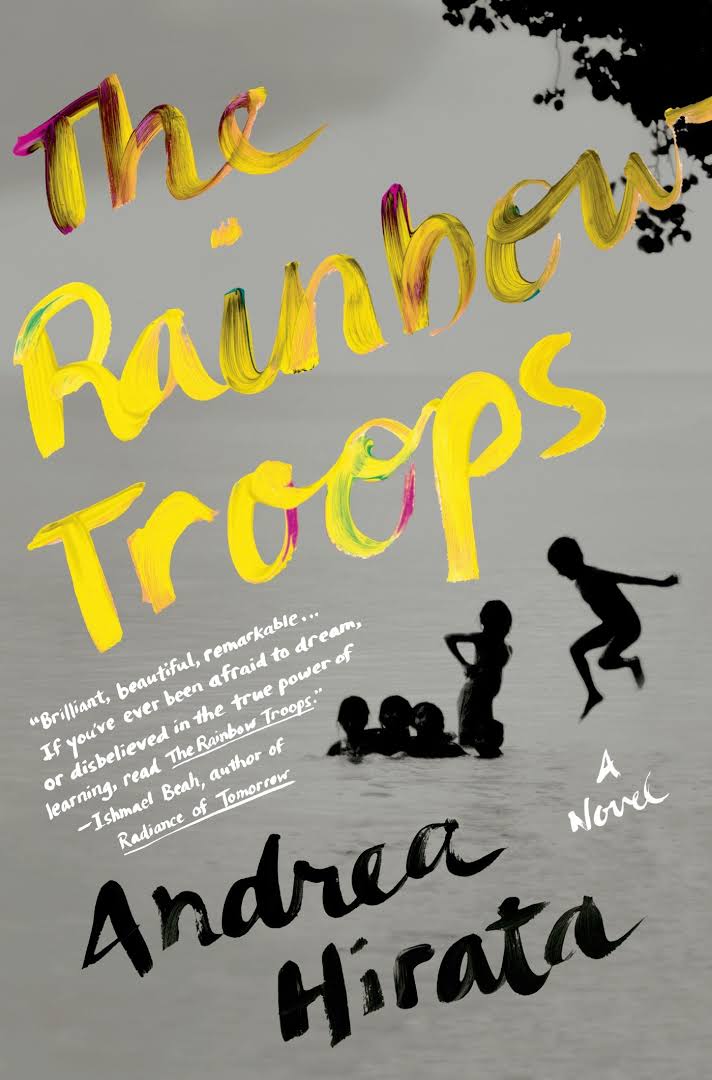 The
Rainbow
Troops
"Brilliant, beautiful, remarkable...
If you've ever been afraid to dream,
or disbelieved in the true power of
learning, read The Rainbow Troops."
—Ishmael Beah, author of
Radiance of Tomorrow
A
Novel
Andrea
Hirata